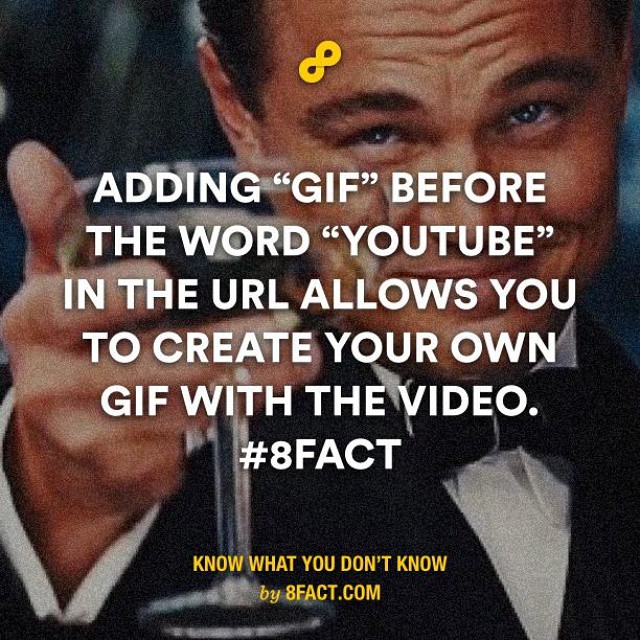 ADDING “GIF” BEFORE
THE WORD “YOUTUBE”
IN THE URL ALLOWS YOU
TO CREATE YOUR OWN
GIF WITH THE VIDEO.
#8FACT
KNOW WHAT YOU DON’T KNOW
by 8FACT.COM